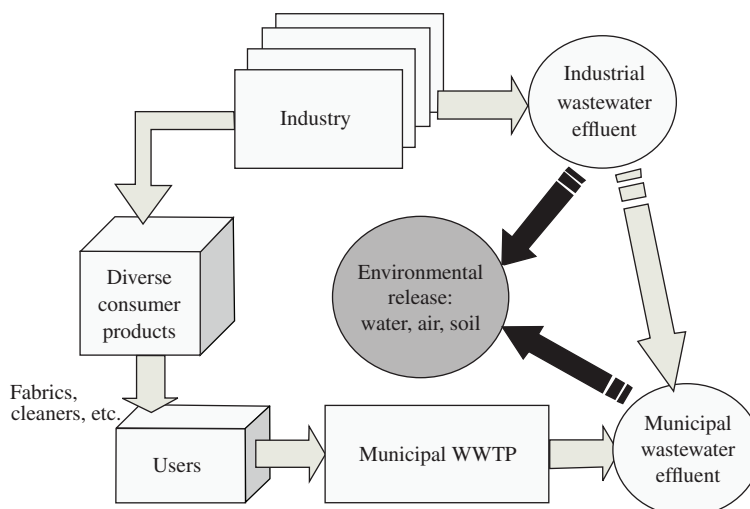 Industry
Industrial
wastewater
effluent
Diverse
consumer
products
Environmental
release:
water, air, soil
Fabrics,
cleaners, etc.
Users
Municipal WWTP
Municipal
wastewater
effluent